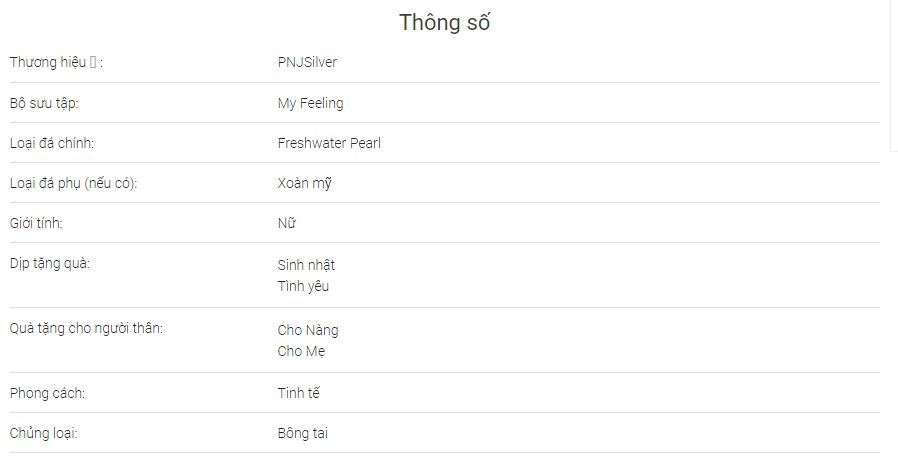 Thông số
Thương hiệu : PNJSilver
Bộ sưu tập: My Feeling
Loại đá chính: Freshwater Pearl
Loại đá phụ (nếu có): Xoàn mỹ
Giới tính: Nữ
Dịp tặng quà: Sinh nhật
Tình yêu
Quà tặng cho người thân: Cho Nàng
Cho Mẹ
Phong cách: Tinh tế
Chủng loại: Bông tai